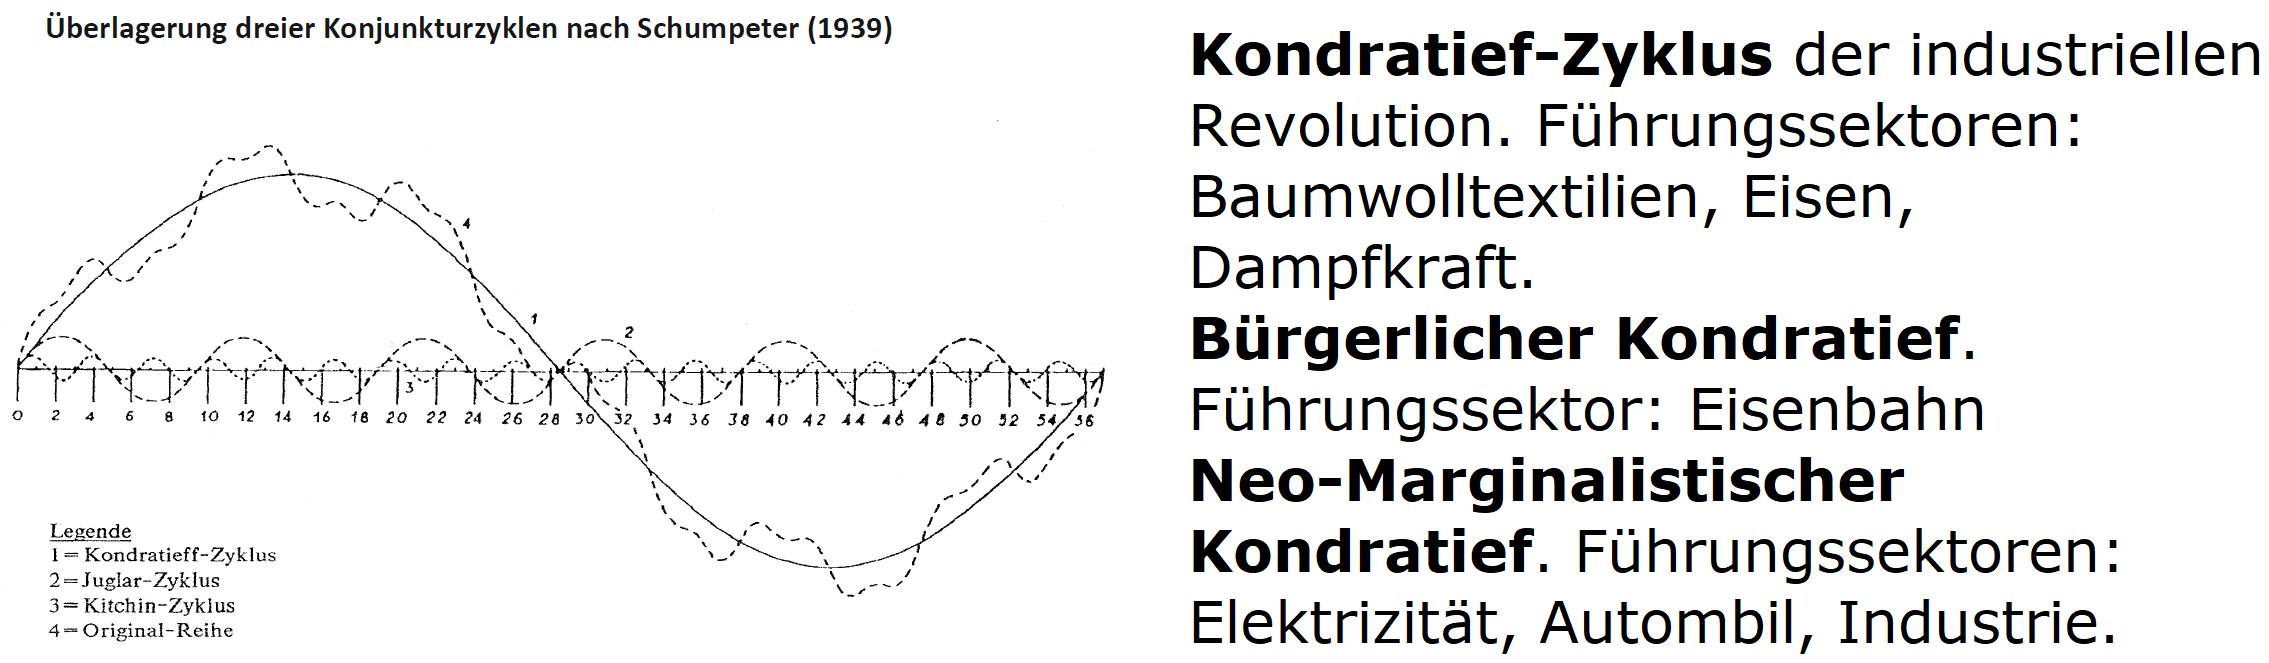 Überlagerung dreier Konjunkturzyklen nach Schumpeter (1939)
4
1
2
3
0 2 4 6 8 10 12 14 16 18 20 22 24 26 28 30 32 34 36 38 40 42 44 46 48 50 52 54 56
Legende
1 = Kondratieff-Zyklus
2 = Juglar-Zyklus
3 = Kitchin-Zyklus
4 = Original-Reihe
Kondratief-Zyklus der industriellen
Revolution. Führungssektoren:
Baumwolltextilien, Eisen,
Dampfkraft.
Bürgerlicher Kondratief.
Führungssektor: Eisenbahn
Neo-Marginalistischer
Kondratief. Führungssektoren:
Elektrizität, Autombil, Industrie.